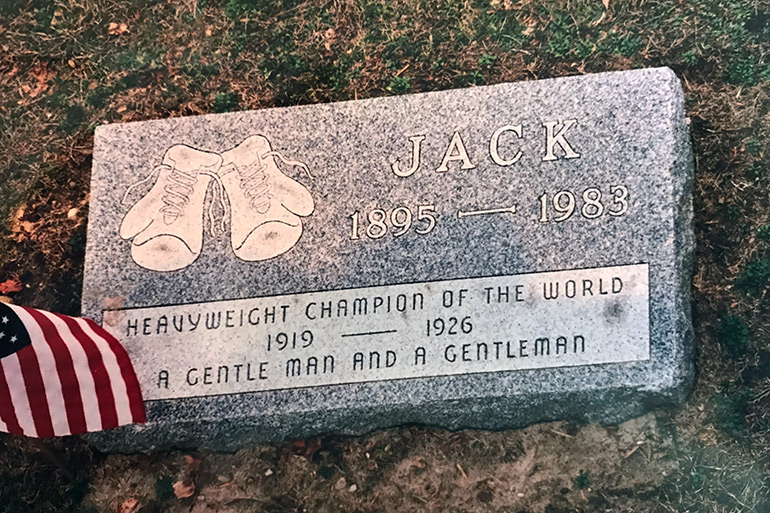 JACK
1895 — 1983
HEAVYWEIGHT CHAMPION OF THE WORLD
1919 — 1926
A GENTLE MAN AND A GENTLEMAN